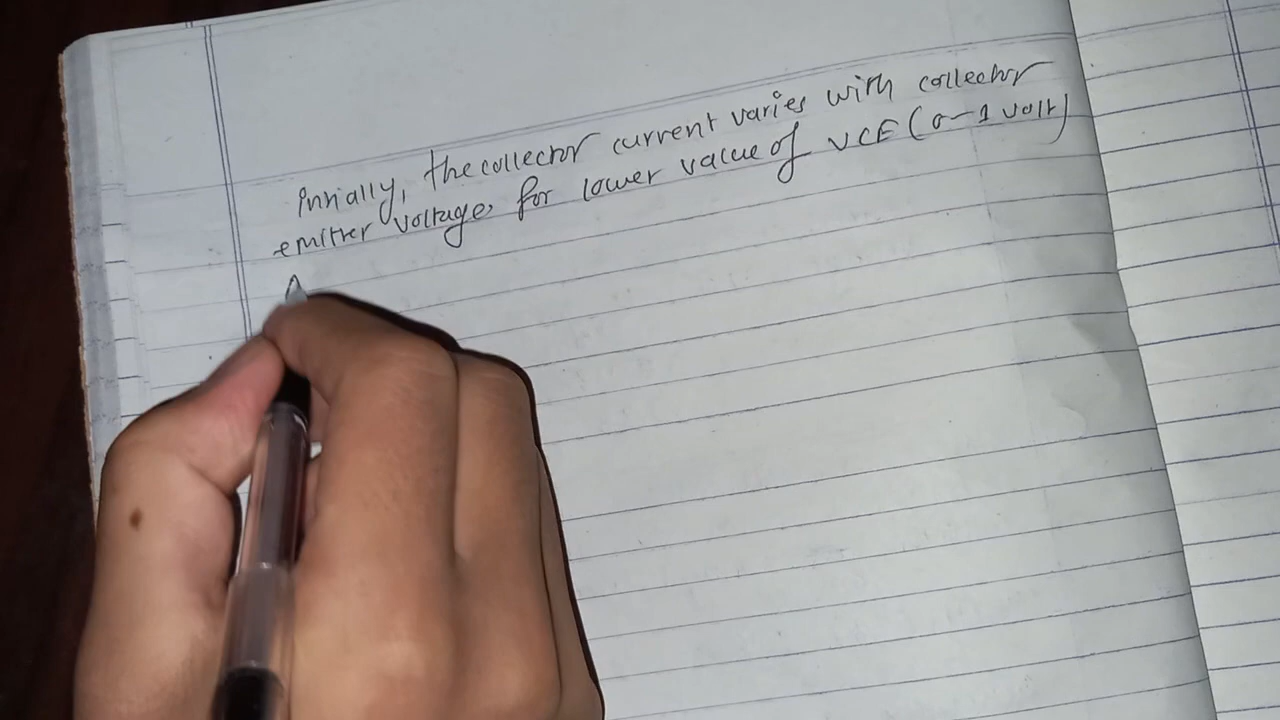 Initially, the collector current varies with collector
emitter voltage, for lower value of VCE (0-1 volt)
A